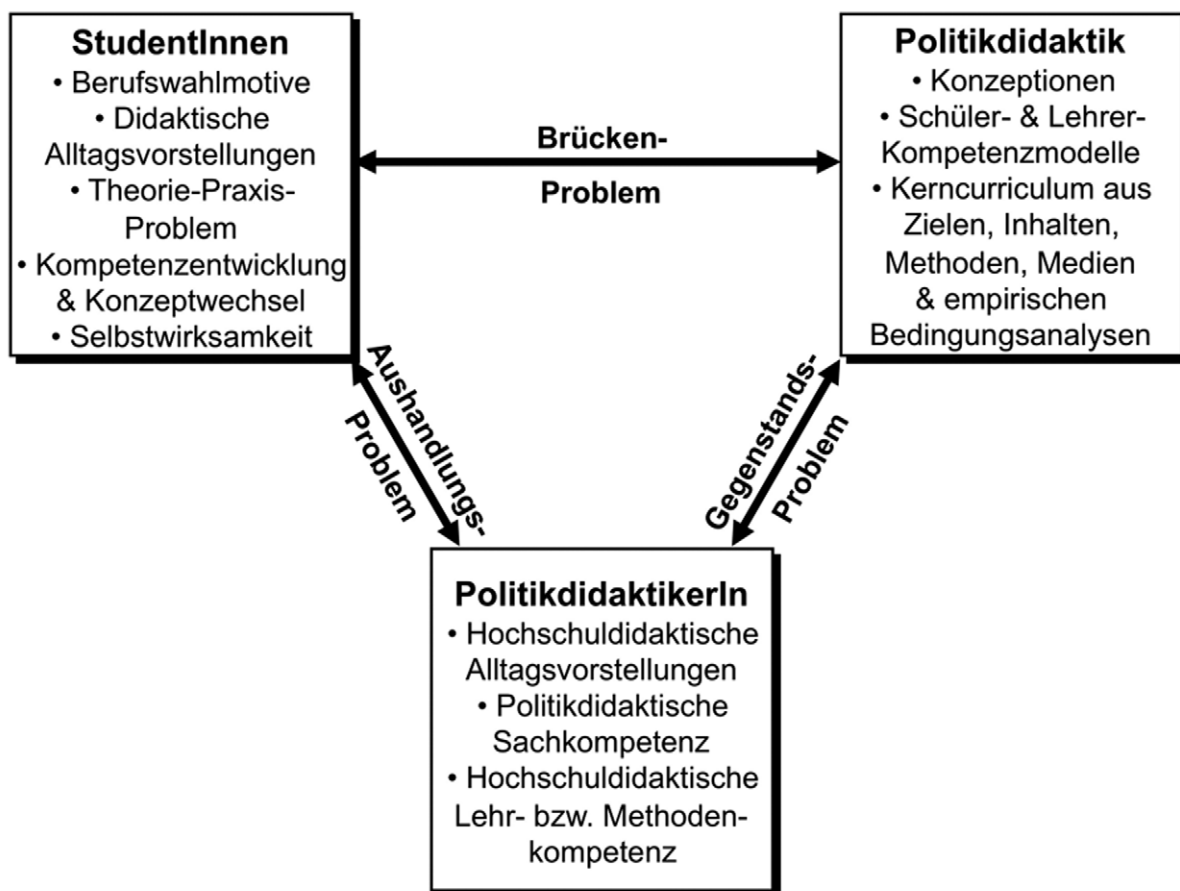 StudentInnen
• Berufswahlmotive
• Didaktische
Alltagsvorstellungen
• Theorie-Praxis-
Problem
• Kompetenzentwicklung
& Konzeptwechsel
• Selbstwirksamkeit
Brücken-
Problem
Politikdidaktik
• Konzeptionen
• Schüler- & Lehrer-
Kompetenzmodelle
• Kerncurriculum aus
Zielen, Inhalten,
Methoden, Medien
& empirischen
Bedingungsanalysen
Aushandlungs-
Problem
Gegenstands-
Problem
PolitikdidaktikerIn
• Hochschuldidaktische
Alltagsvorstellungen
• Politikdidaktische
Sachkompetenz
• Hochschuldidaktische
Lehr- bzw. Methoden-
kompetenz